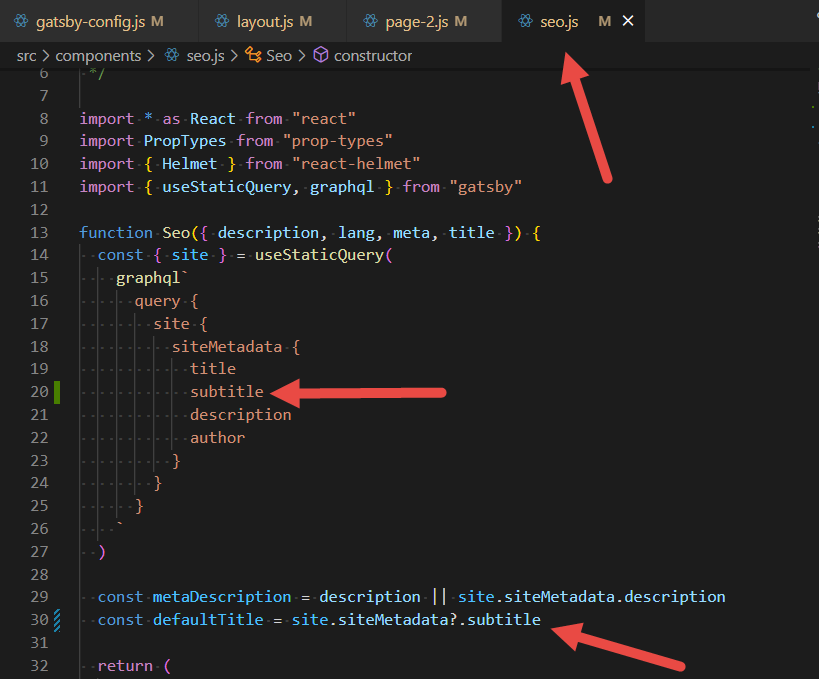 gatsby-config.js M layout.js M page-2.js M seo.js M
src > components > seo.js > Seo > constructor
6 */
7
8 import * as React from "react"
9 import PropTypes from "prop-types"
10 import { Helmet } from "react-helmet"
11 import { useStaticQuery, graphql } from "gatsby"
12
13 function Seo({ description, lang, meta, title }) {
14 const { site } = useStaticQuery(
15 graphql`
16 query {
17 site {
18 siteMetadata {
19 title
20 subtitle
21 description
22 author
23 }
24 }
25 }
26 `
27 )
28
29 const metaDescription = description || site.siteMetadata.description
30 const defaultTitle = site.siteMetadata?.subtitle
31
32 return (